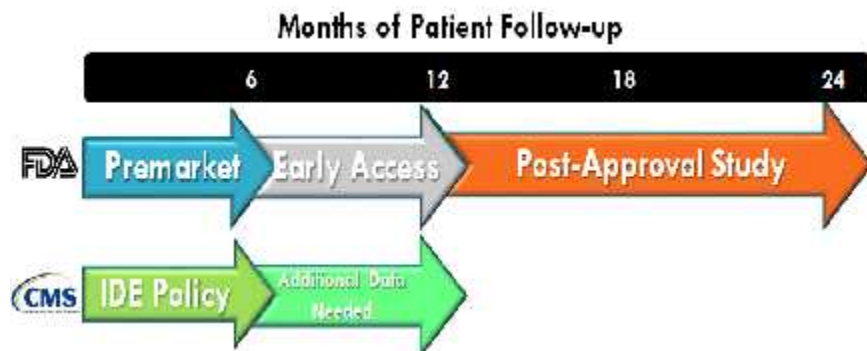 Months of Patient Follow-up
6 12 18 24
FDA Premarket Early Access Post-Approval Study
CMS IDE Policy Additional Data
Needed